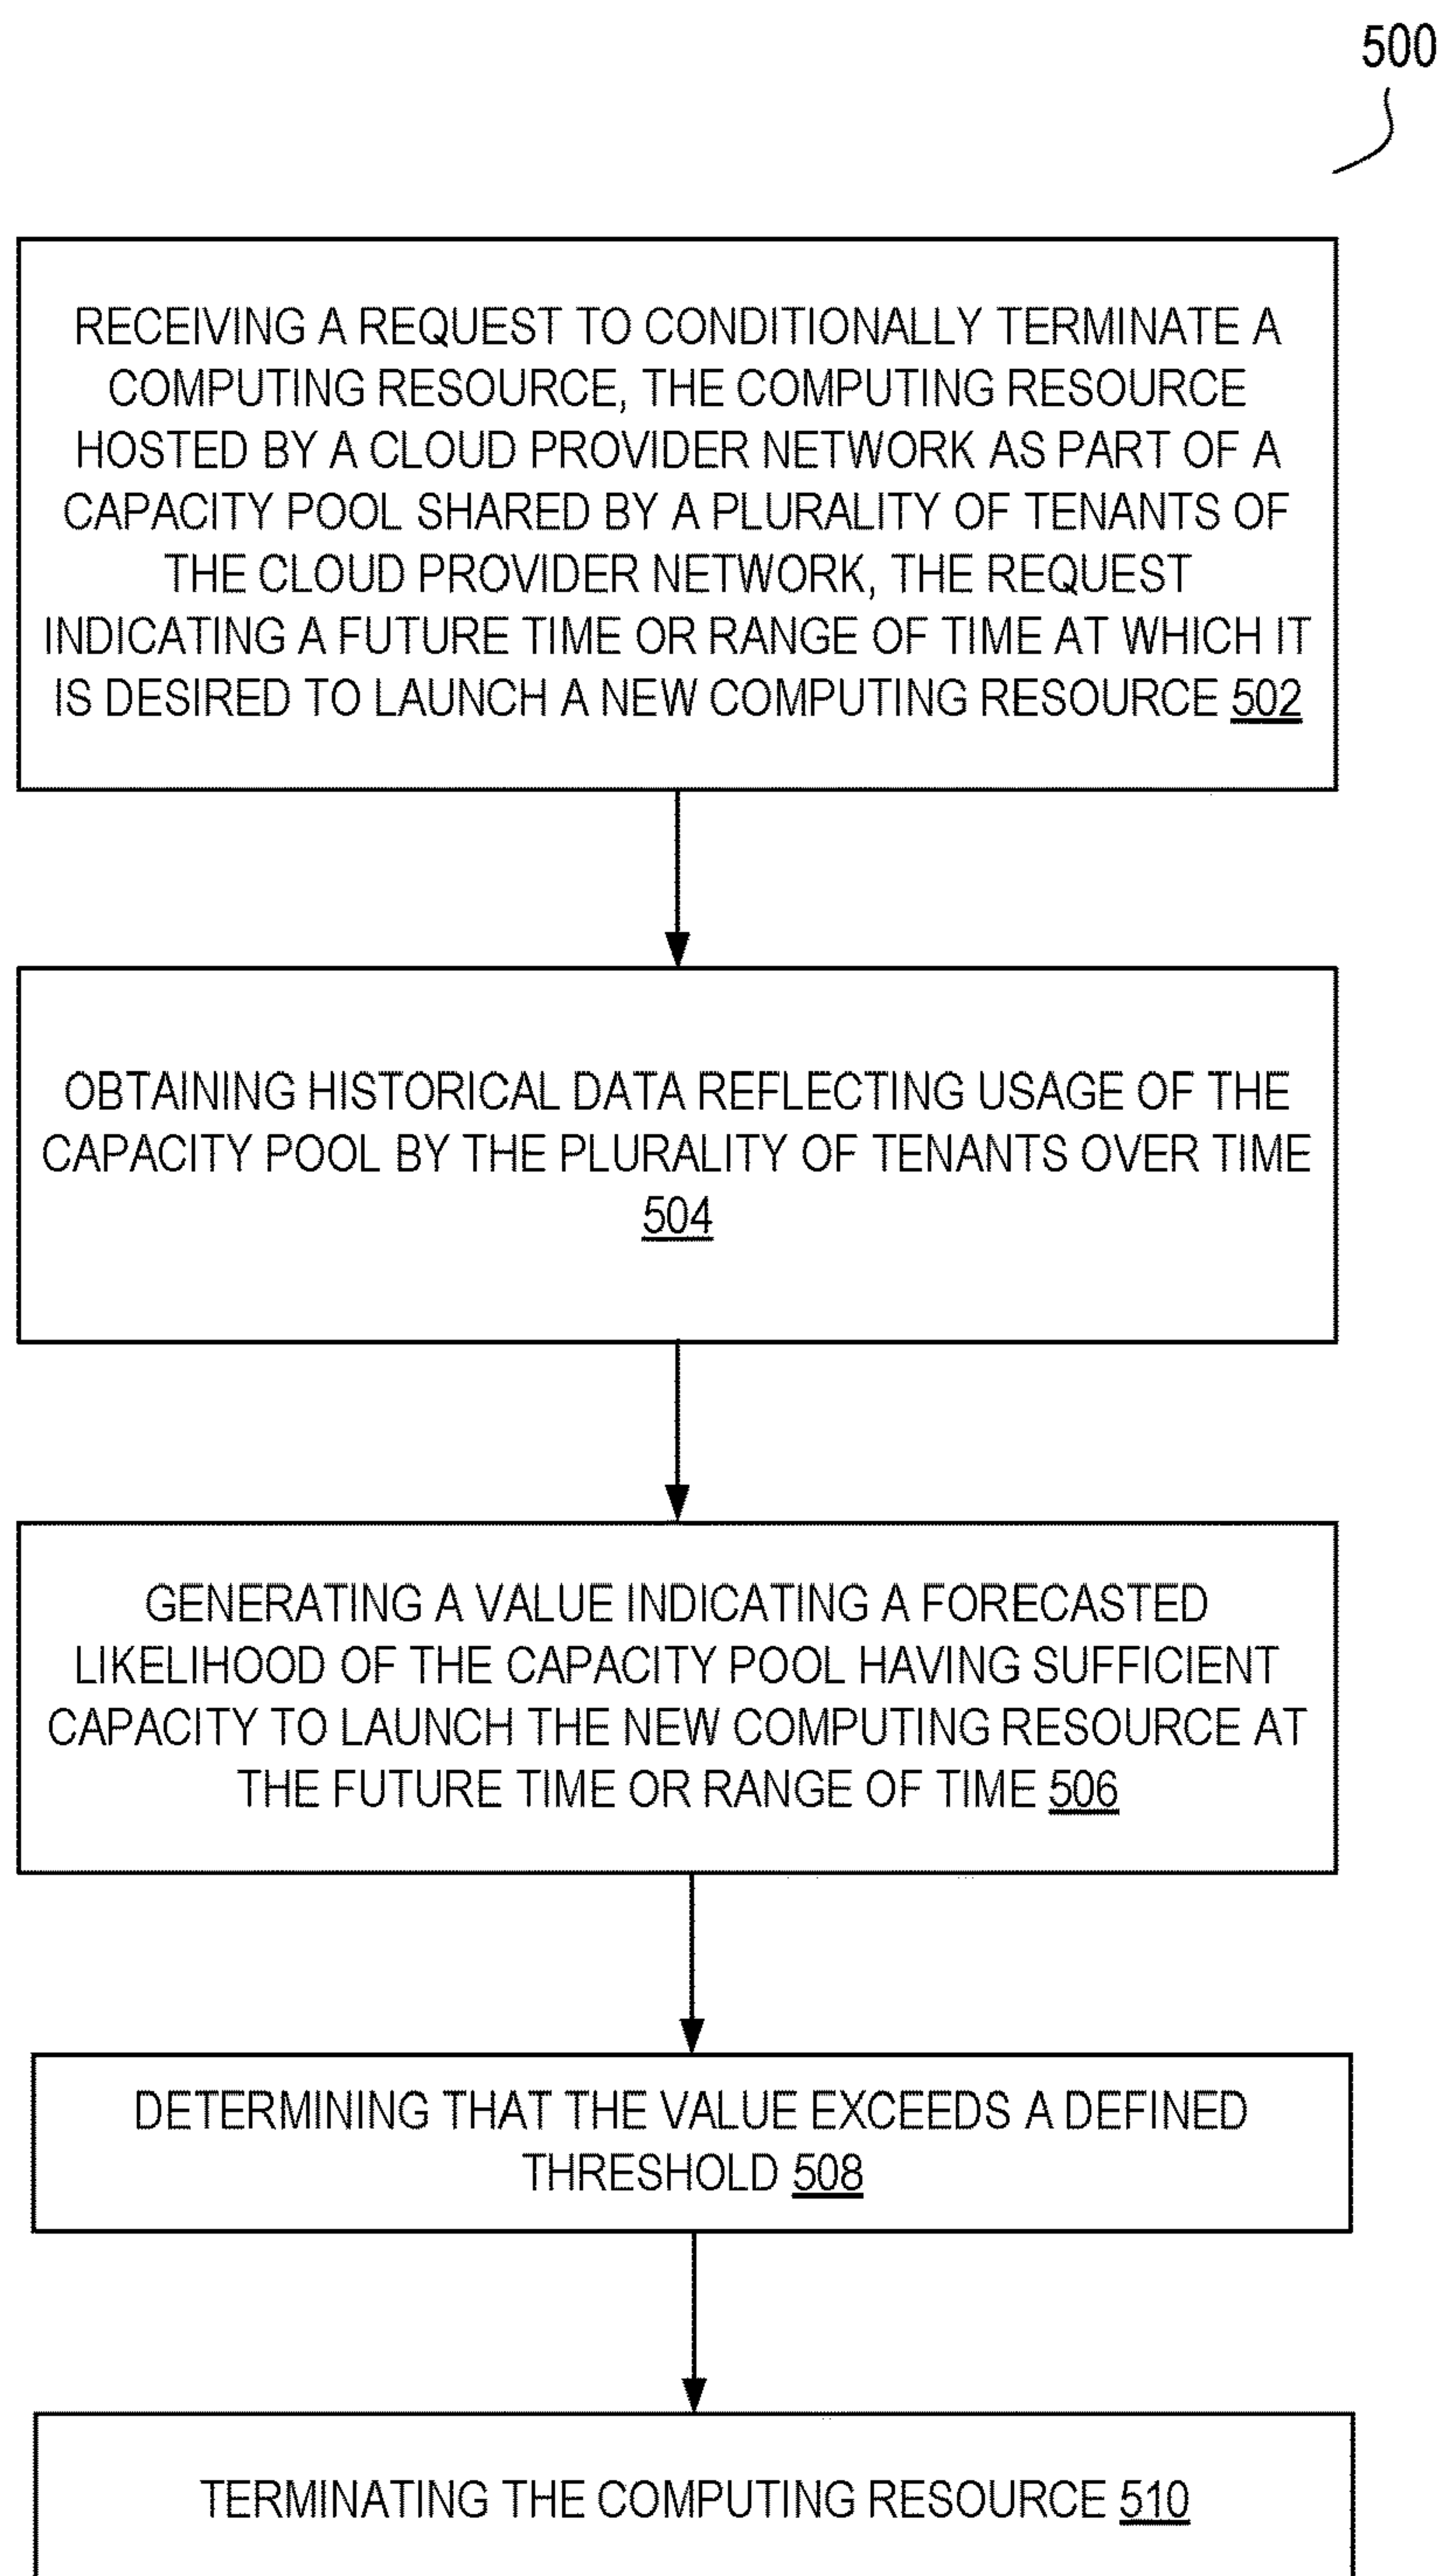 500
RECEIVING A REQUEST TO CONDITIONALLY TERMINATE A
COMPUTING RESOURCE, THE COMPUTING RESOURCE
HOSTED BY A CLOUD PROVIDER NETWORK AS PART OF A
CAPACITY POOL SHARED BY A PLURALITY OF TENANTS OF
THE CLOUD PROVIDER NETWORK, THE REQUEST
INDICATING A FUTURE TIME OR RANGE OF TIME AT WHICH IT
IS DESIRED TO LAUNCH A NEW COMPUTING RESOURCE 502
OBTAINING HISTORICAL DATA REFLECTING USAGE OF THE
CAPACITY POOL BY THE PLURALITY OF TENANTS OVER TIME
504
GENERATING A VALUE INDICATING A FORECASTED
LIKELIHOOD OF THE CAPACITY POOL HAVING SUFFICIENT
CAPACITY TO LAUNCH THE NEW COMPUTING RESOURCE AT
THE FUTURE TIME OR RANGE OF TIME 506
DETERMINING THAT THE VALUE EXCEEDS A DEFINED
THRESHOLD 508
TERMINATING THE COMPUTING RESOURCE 510